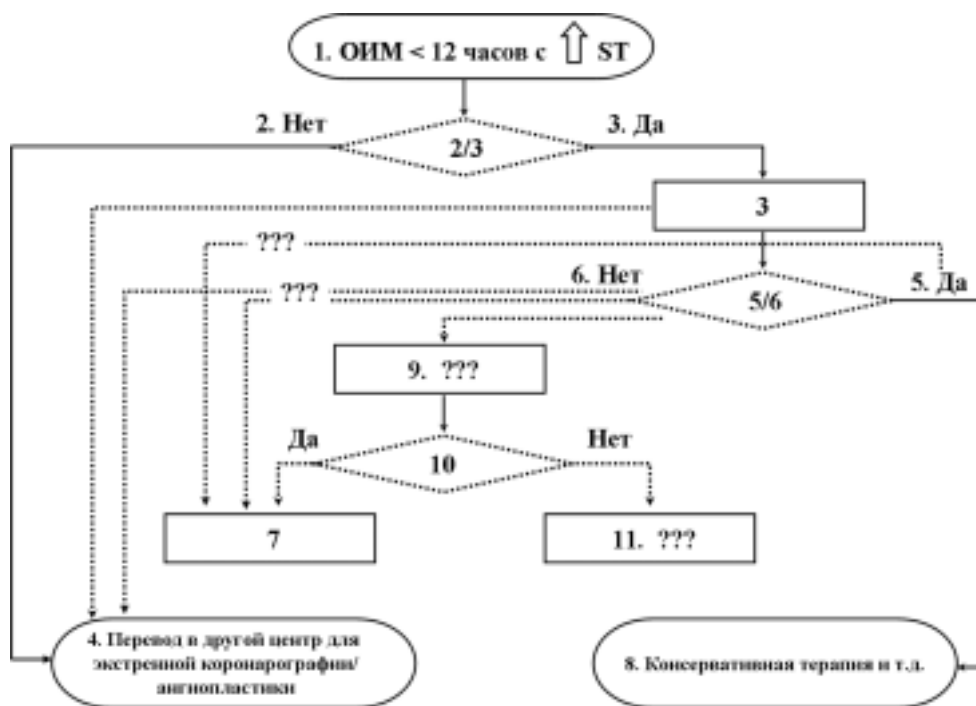 1. ОИМ < 12 часов с ⇧ ST
2. Нет
3. Да
2/3
3
???
6. Нет
5. Да
???
5/6
9. ???
Да
Нет
10
7
11. ???
4. Перевод в другой центр для
экстренной коронарографии/
ангиопластики
8. Консервативная терапия и т.д.